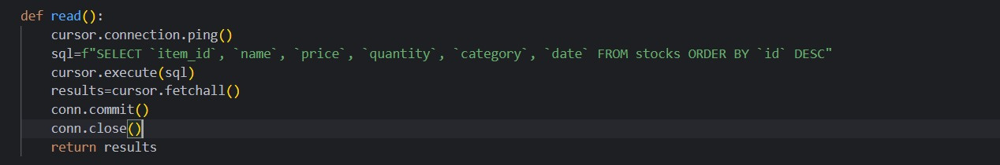 def read():
    cursor.connection.ping()
    sql=f"SELECT `item_id`, `name`, `price`, `quantity`, `category`, `date` FROM stocks ORDER BY `id` DESC"
    cursor.execute(sql)
    results=cursor.fetchall()
    conn.commit()
    conn.close()
    return results